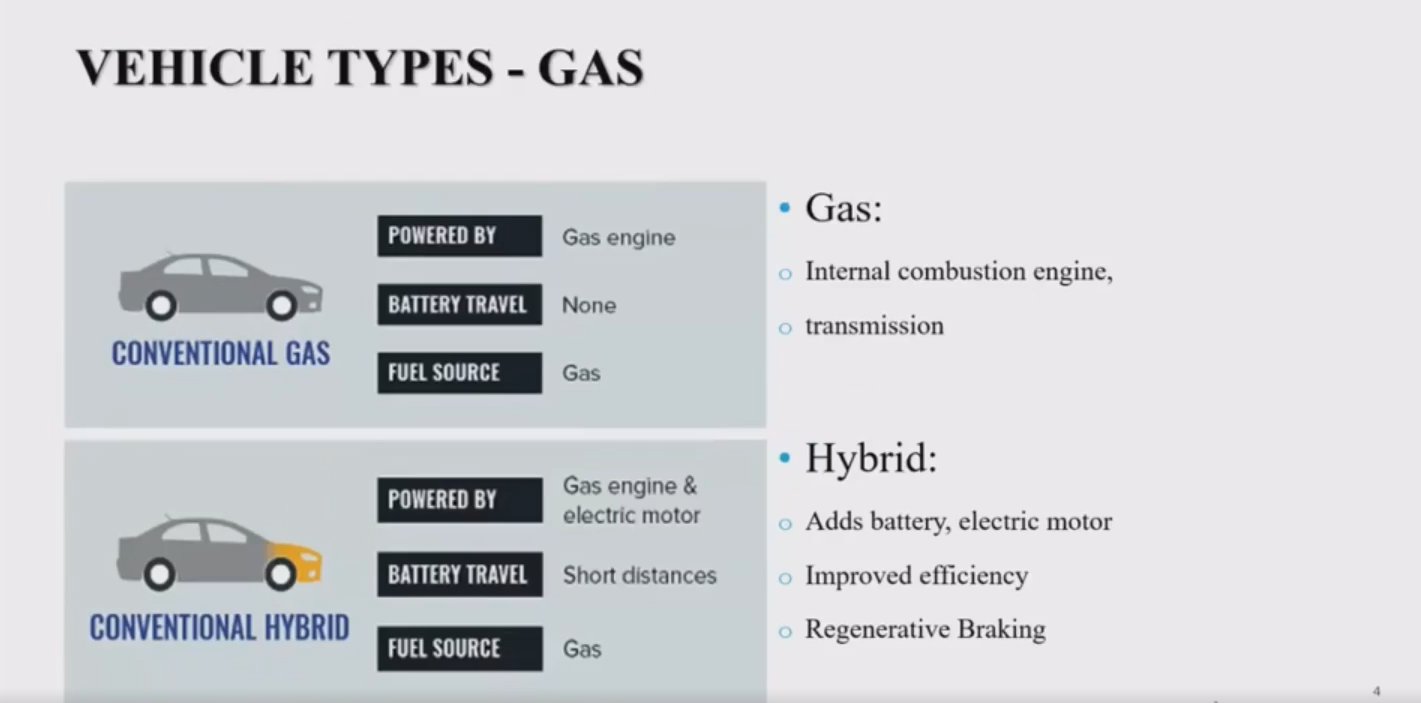 VEHICLE TYPES - GAS
CONVENTIONAL GAS
POWERED BY Gas engine
BATTERY TRAVEL None
FUEL SOURCE Gas
CONVENTIONAL HYBRID
POWERED BY Gas engine &
electric motor
BATTERY TRAVEL Short distances
FUEL SOURCE Gas
• Gas:
o Internal combustion engine,
o transmission
• Hybrid:
o Adds battery, electric motor
o Improved efficiency
o Regenerative Braking
4